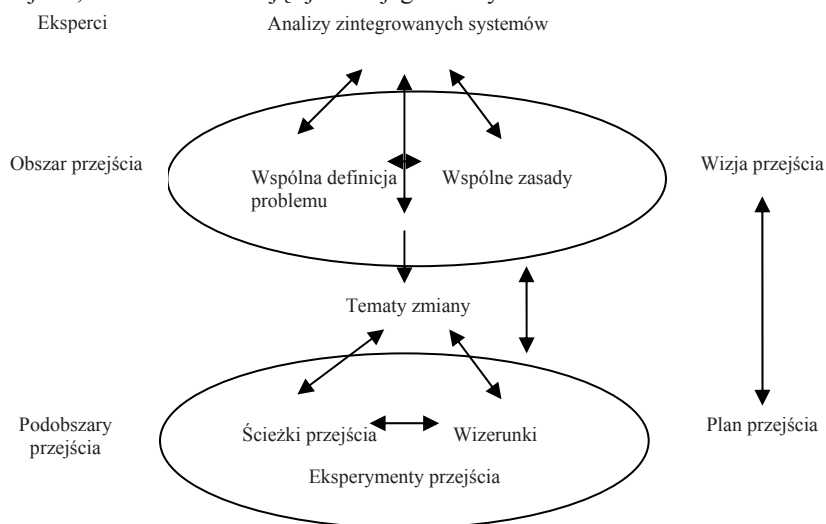 Eksperci
Analizy zintegrowanych systemów
Obszar przejścia
Wspólna definicja
problemu
Wspólne zasady
Wizja przejścia
Tematy zmiany
Podobszary
przejścia
Ścieżki przejścia
Wizerunki
Plan przejścia
Eksperymenty przejścia